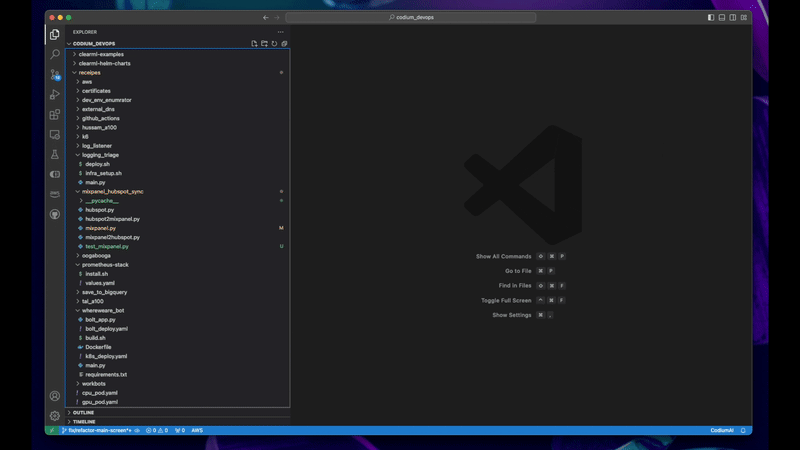 codium_devops
EXPLORER
CODIUM_DEVOPS
clearml-examples
clearml-helm-charts
receipes
aws
certificates
dev_env_enumrator
external_dns
github_actions
hussam_a100
k6
log_listener
logging_triage
$ deploy.sh
$ infra_setup.sh
main.py
mixpanel_hubspot_sync
__pycache__
hubspot.py
hubspot2mixpanel.py
mixpanel.py M
mixpanel2hubspot.py
test_mixpanel.py U
oogabooga
prometheus-stack
$ install.sh
! values.yaml
save_to_bigquery
tal_a100
whereweare_bot
bolt_app.py
! bolt_deploy.yaml
$ build.sh
Dockerfile
! k8s_deploy.yaml
main.py
requirements.txt
workbots
! cpu_pod.yaml
! gpu_pod.yaml
OUTLINE
TIMELINE
Show All Commands ⇧ ⌘ P
Go to File ⌘ P
Find in Files ⇧ ⌘ F
Toggle Full Screen ^ ⌘ F
Show Settings ⌘ ,
fix/refactor-main-screen*+ 0 0 0 AWS CodiumAI